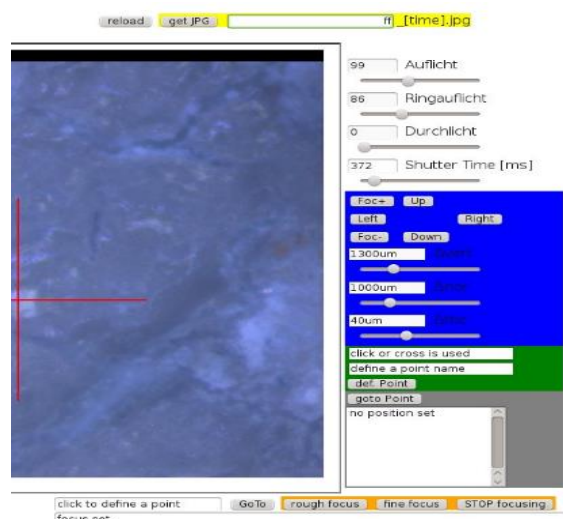 reload get JPG ff _[time].jpg
99 Auflicht
86 Ringauflicht
0 Durchlicht
372 Shutter Time [ms]
Foc+ Up
Left Right
Foc- Down
1300um
1000um
40um
click or cross is used
define a point name
def. Point
goto Point
no position set
click to define a point GoTo rough focus fine focus STOP focusing
focus set